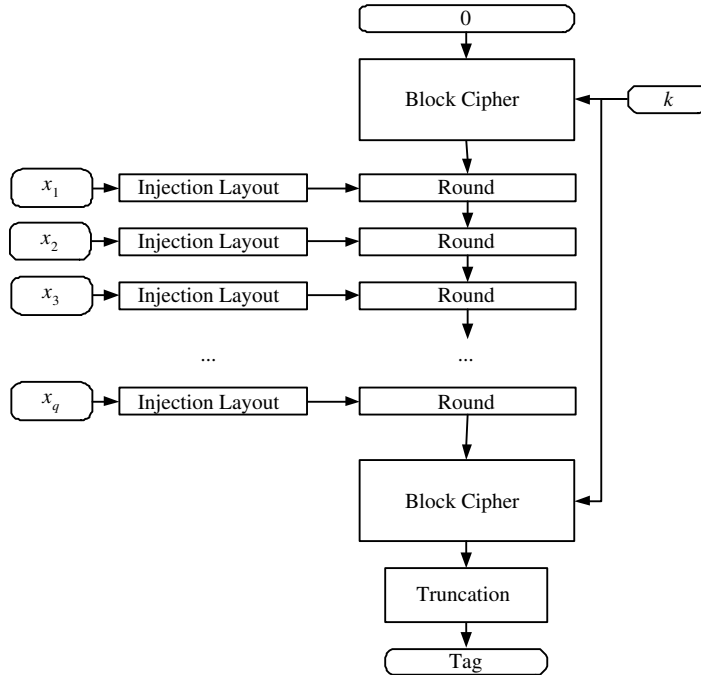 0
Block Cipher
k
x₁ Injection Layout Round
x₂ Injection Layout Round
x₃ Injection Layout Round
... ...
x_q Injection Layout Round
Block Cipher
Truncation
Tag